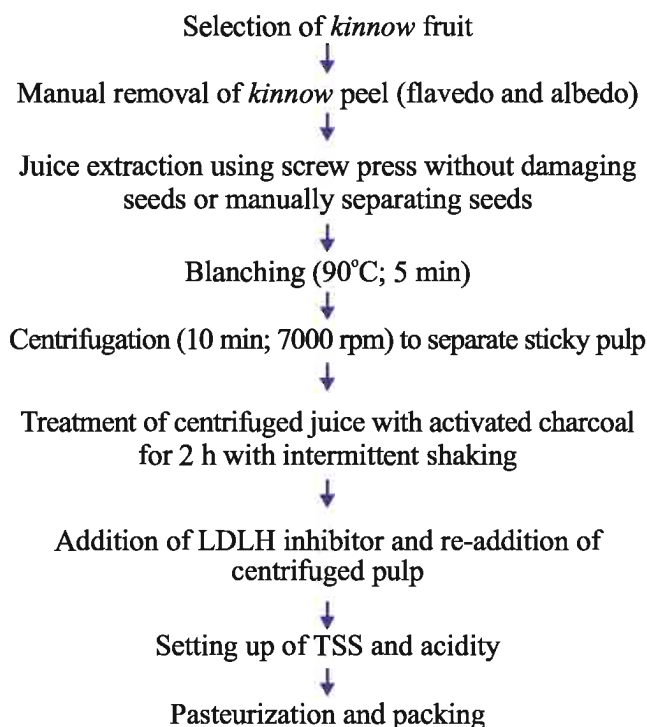 Selection of kinnow fruit
Manual removal of kinnow peel (flavedo and albedo)
Juice extraction using screw press without damaging
seeds or manually separating seeds
Blanching (90°C; 5 min)
Centrifugation (10 min; 7000 rpm) to separate sticky pulp
Treatment of centrifuged juice with activated charcoal
for 2 h with intermittent shaking
Addition of LDLH inhibitor and re-addition of
centrifuged pulp
Setting up of TSS and acidity
Pasteurization and packing